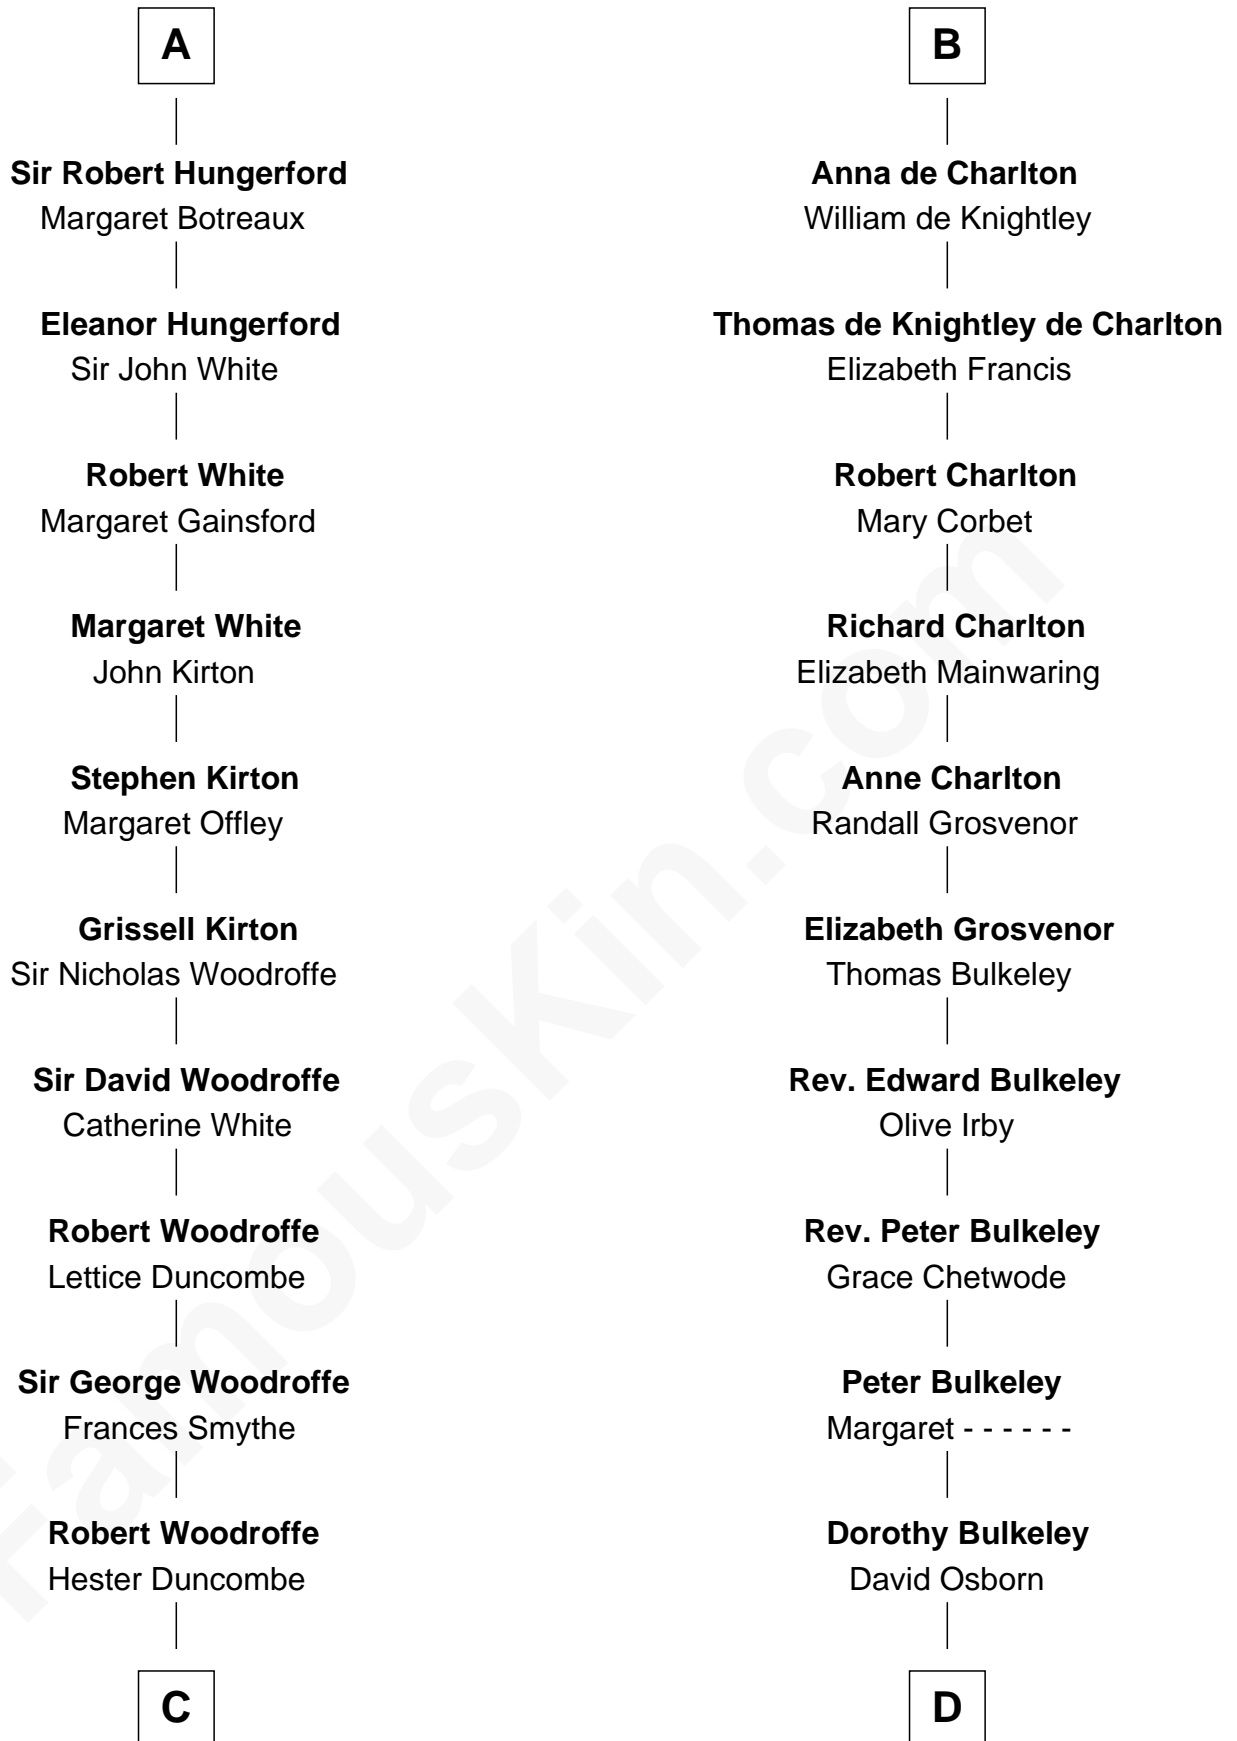 A
Sir Robert Hungerford
Margaret Botreaux
Eleanor Hungerford
Sir John White
Robert White
Margaret Gainsford
Margaret White
John Kirton
Stephen Kirton
Margaret Offley
Grissell Kirton
Sir Nicholas Woodroffe
Sir David Woodroffe
Catherine White
Robert Woodroffe
Lettice Duncombe
Sir George Woodroffe
Frances Smythe
Robert Woodroffe
Hester Duncombe
C
B
Anna de Charlton
William de Knightley
Thomas de Knightley de Charlton
Elizabeth Francis
Robert Charlton
Mary Corbet
Richard Charlton
Elizabeth Mainwaring
Anne Charlton
Randall Grosvenor
Elizabeth Grosvenor
Thomas Bulkeley
Rev. Edward Bulkeley
Olive Irby
Rev. Peter Bulkeley
Grace Chetwode
Peter Bulkeley
Margaret - - - - - -
Dorothy Bulkeley
David Osborn
D
FamousKin.com